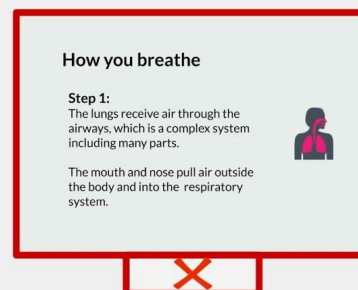 How you breathe
Step 1:
The lungs receive air through the
airways, which is a complex system
including many parts.
The mouth and nose pull air outside
the body and into the respiratory
system.